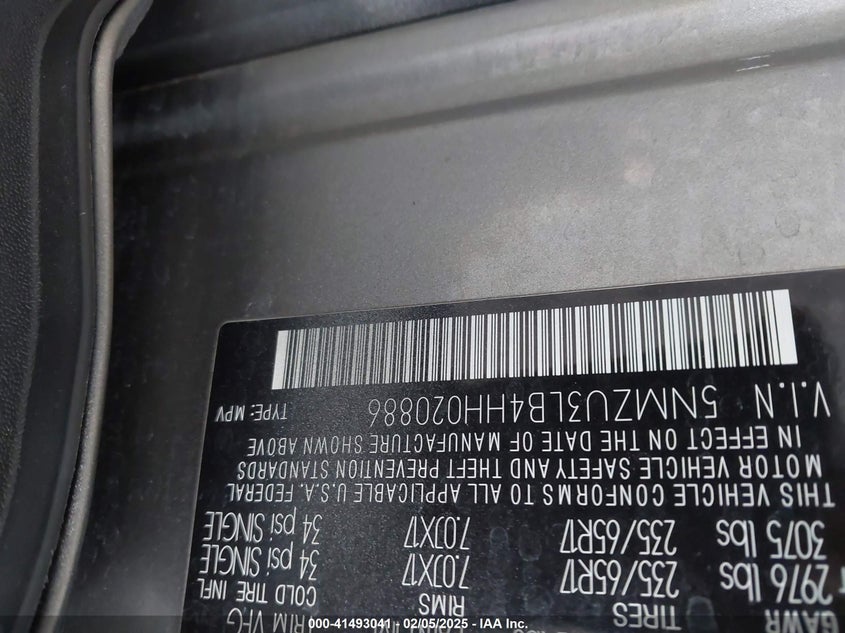 RIM VFG
GAWR TIRES RIMS COLD TIRE INFL
2976 lbs 235/65R17 7.0JX17 34 psi SINGLE
3075 lbs 235/65R17 7.0JX17 34 psi SINGLE
THIS VEHICLE CONFORMS TO ALL APPLICABLE U.S.A. FEDERAL
MOTOR VEHICLE SAFETY AND THEFT PREVENTION STANDARDS
IN EFFECT ON THE DATE OF MANUFACTURE SHOWN ABOVE
V.I.N 5NMZU3LB4HH020886 TYPE: MPV
000-41493041 - 02/05/2025 - © IAA Inc.